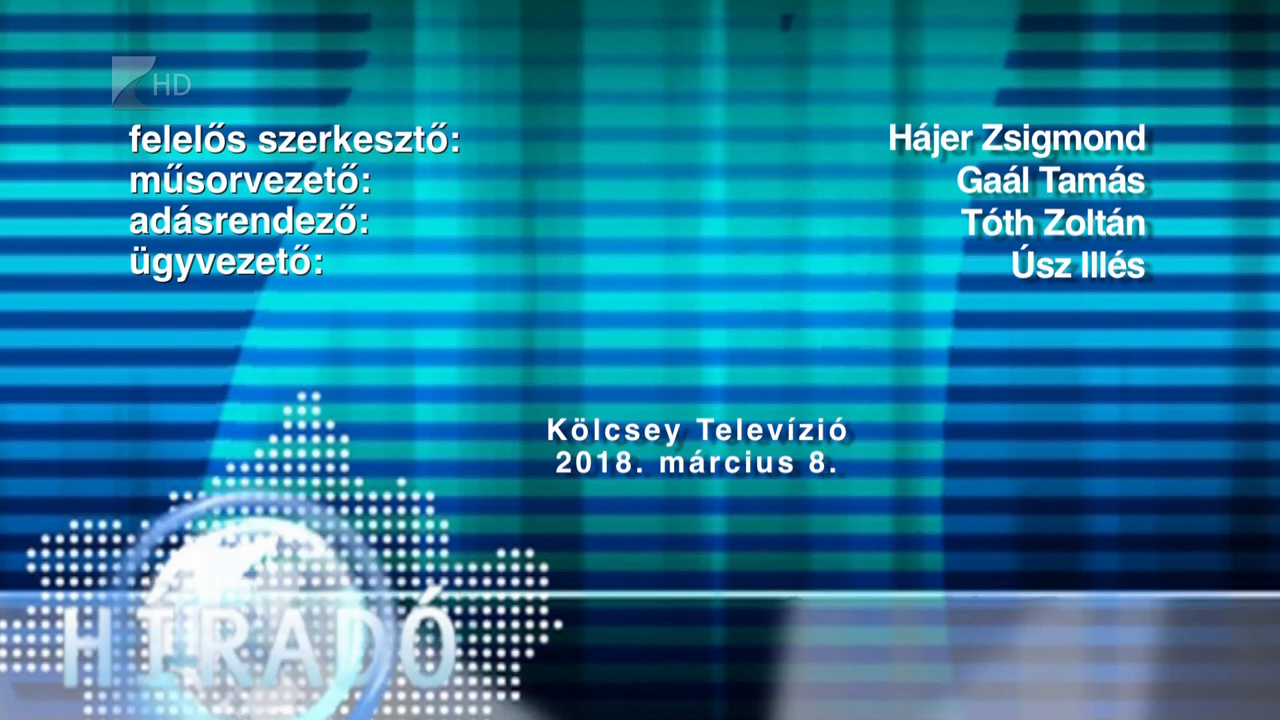 HD
felelős szerkesztő: Hájer Zsigmond
műsorvezető: Gaál Tamás
adásrendező: Tóth Zoltán
ügyvezető: Úsz Illés
Kölcsey Televízió
2018. március 8.
HÍRADÓ